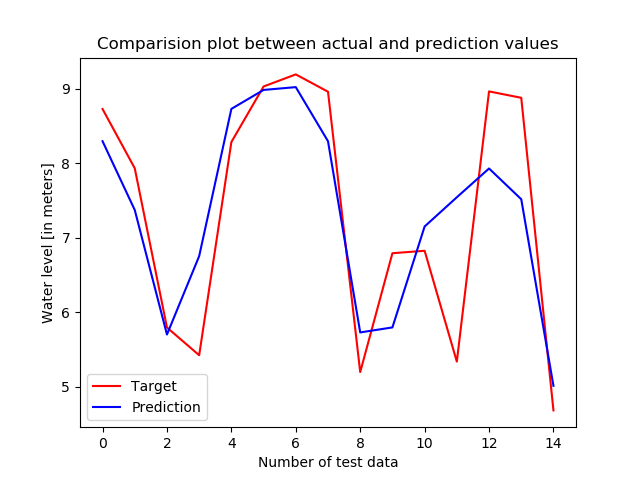 Comparision plot between actual and prediction values
9
8
7
6
5
Water level [in meters]
Target
Prediction
0 2 4 6 8 10 12 14
Number of test data